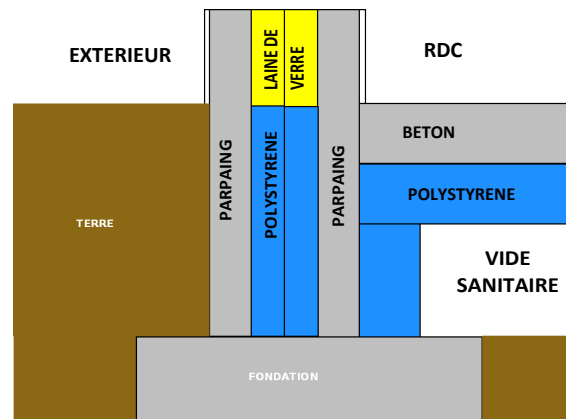 EXTERIEUR
RDC
LAINE DE
VERRE
PARPAING
POLYSTYRENE
PARPAING
BETON
POLYSTYRENE
TERRE
VIDE
SANITAIRE
FONDATION